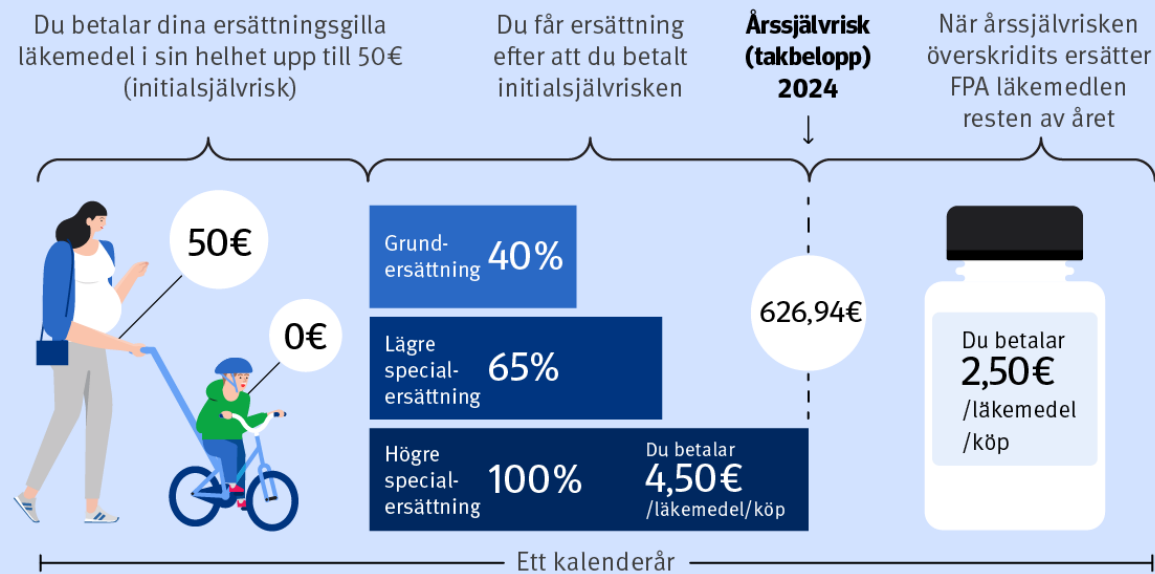 Du betalar dina ersättningsgilla
läkemedel i sin helhet upp till 50€
(initialsjälvrisk)
Du får ersättning
efter att du betalt
initialsjälvrisken
Årssjälvrisk
(takbelopp)
2024
När årssjälvrisken
överskridits ersätter
FPA läkemedlen
resten av året
50€
0€
Grund-
ersättning
40%
Lägre
special-
ersättning
65%
Högre
special-
ersättning
100%
Du betalar
4,50€
/läkemedel/köp
626,94€
Du betalar
2,50€
/läkemedel
/köp
Ett kalenderår